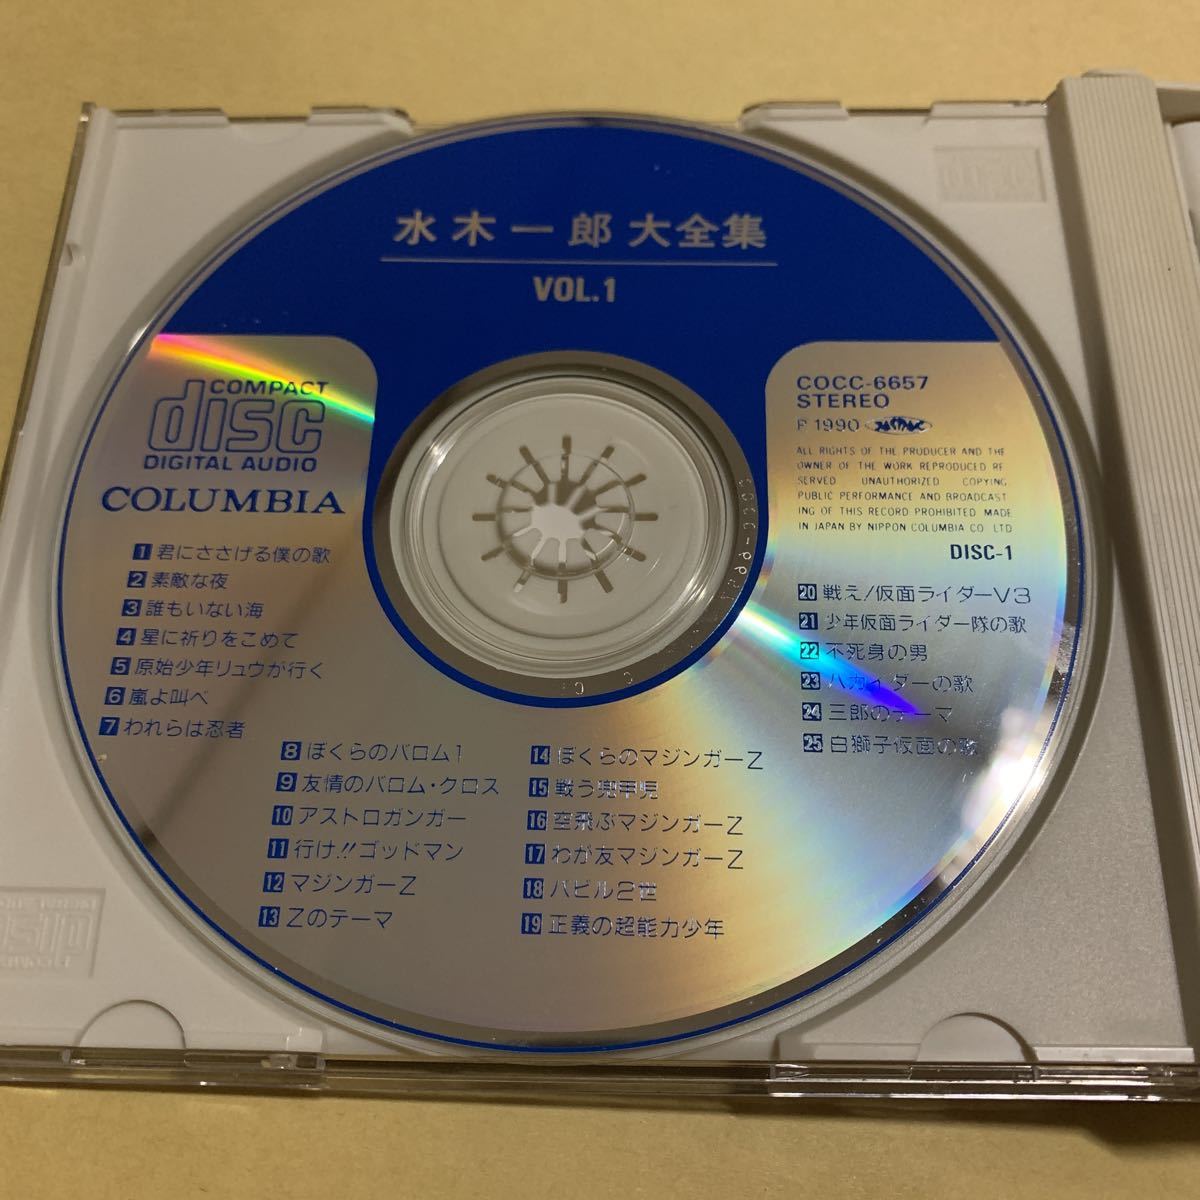 水木一郎 大全集
VOL.1
COMPACT
disc
DIGITAL AUDIO
COLUMBIA
COCC-6657
STEREO
P 1990
ALL RIGHTS OF THE PRODUCER AND THE
OWNER OF THE WORK REPRODUCED RE
SERVED UNAUTHORIZED COPYING,
PUBLIC PERFORMANCE AND BROADCAST
ING OF THIS RECORD PROHIBITED MADE
IN JAPAN BY NIPPON COLUMBIA CO LTD
DISC-1
1 君にささげる僕の歌
2 素敵な夜
3 誰もいない海
4 星に祈りをこめて
5 原始少年リュウが行く
6 嵐よ叫べ
7 われらは忍者
8 ぼくらのバロム1
9 友情のバロム・クロス
10 アストロガンガー
11 行け!!ゴッドマン
12 マジンガーZ
13 Zのテーマ
14 ぼくらのマジンガーZ
15 戦う兜甲児
16 空飛ぶマジンガーZ
17 わが友マジンガーZ
18 バビル2世
19 正義の超能力少年
20 戦え!仮面ライダーV3
21 少年仮面ライダー隊の歌
22 不死身の男
23 ハカイダーの歌
24 三郎のテーマ
25 白獅子仮面の歌